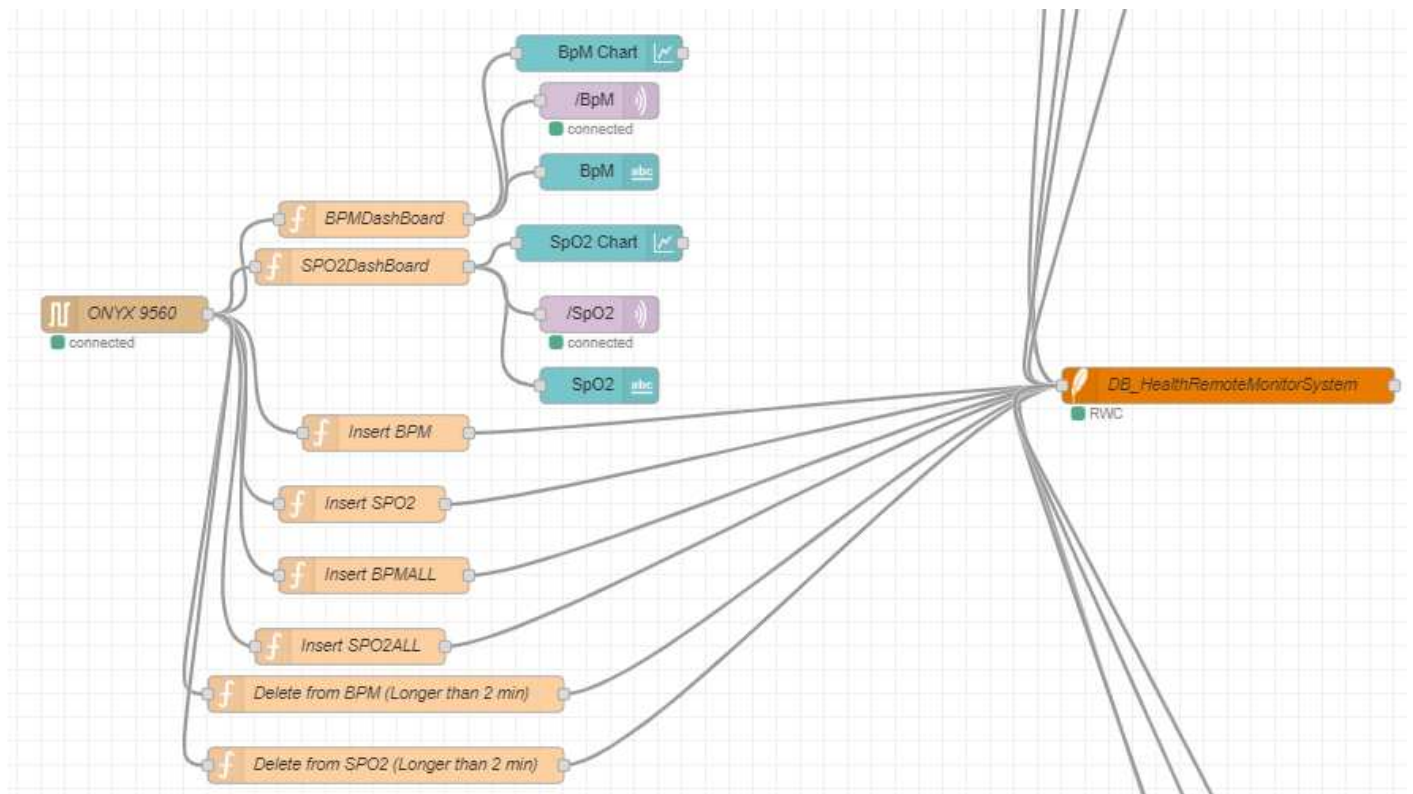 BpM Chart
/BpM
connected
BpM
abc
BPMDashBoard
SpO2 Chart
SPO2DashBoard
ONYX 9560
connected
/SpO2
connected
SpO2
abc
DB_HealthRemoteMonitorSystem
RWC
Insert BPM
Insert SPO2
Insert BPMALL
Insert SPO2ALL
Delete from BPM (Longer than 2 min)
Delete from SPO2 (Longer than 2 min)